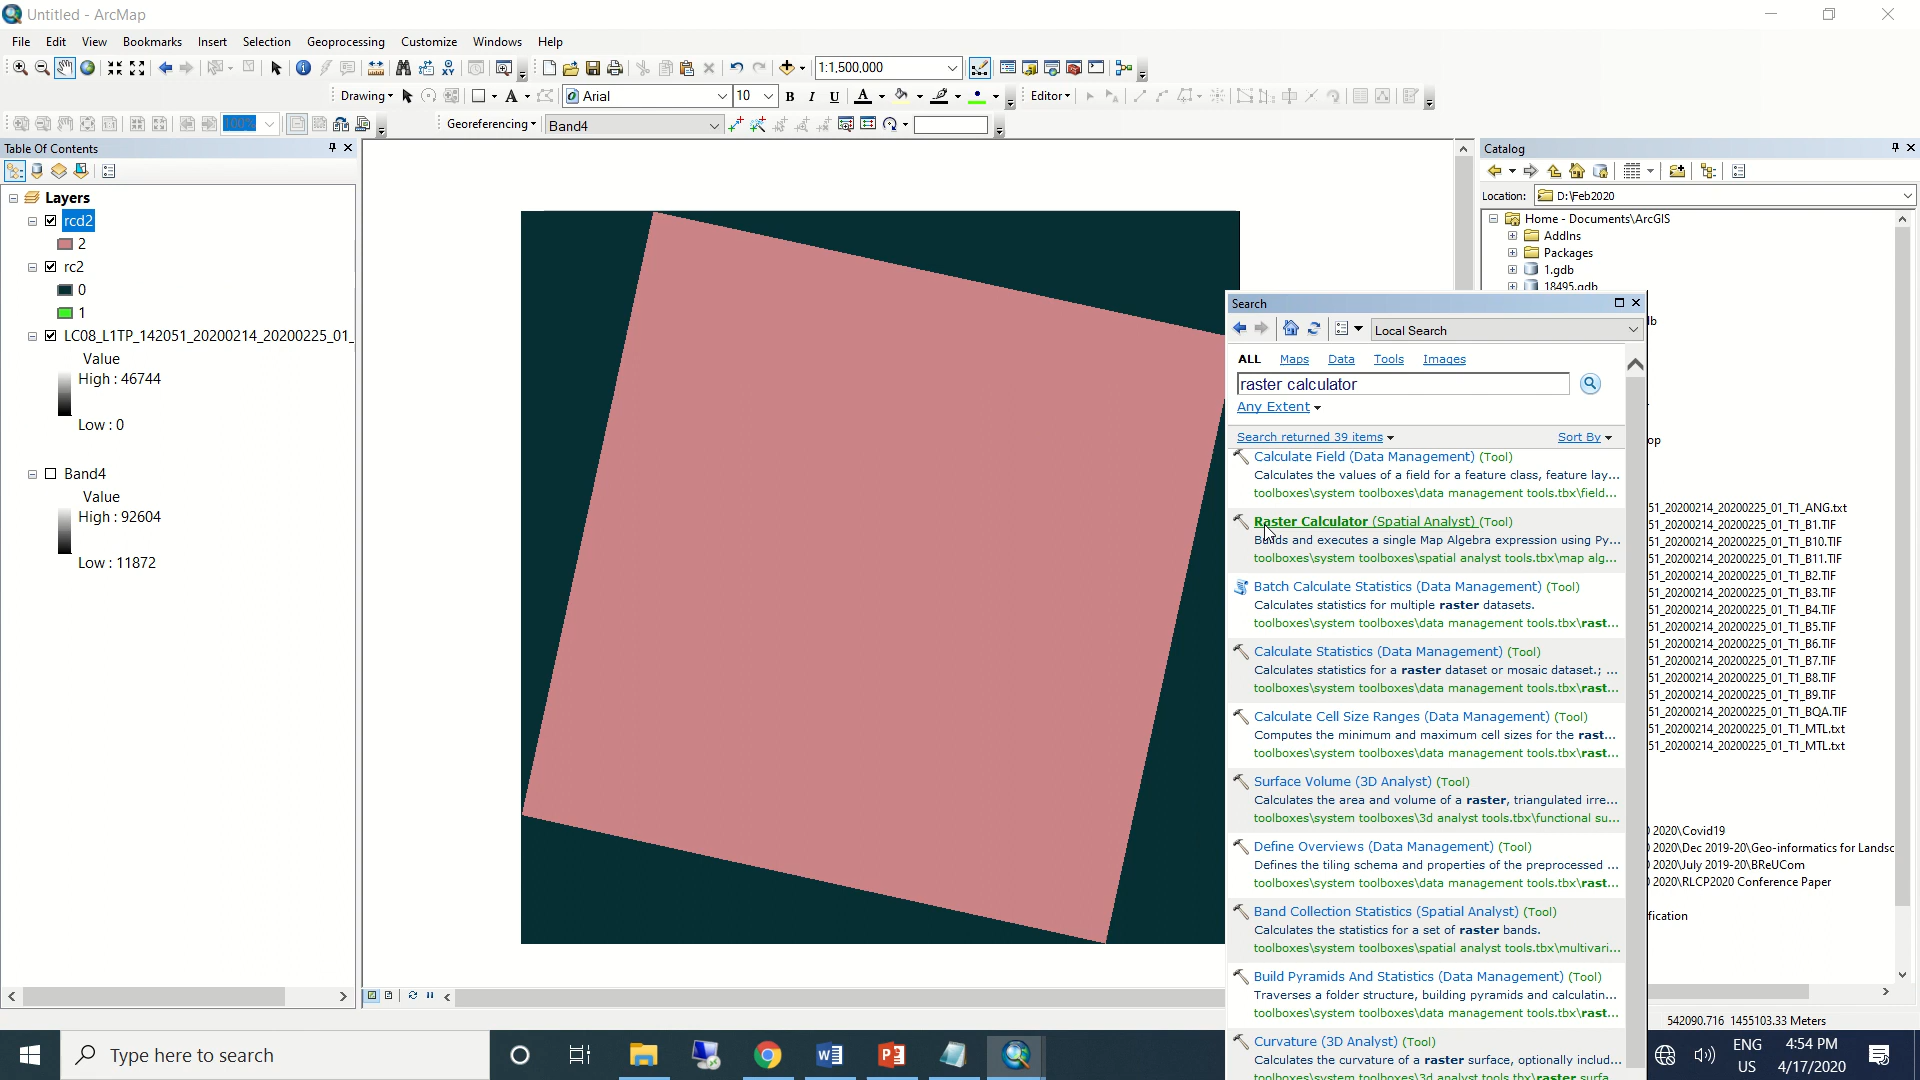 Untitled - ArcMap
File Edit View Bookmarks Insert Selection Geoprocessing Customize Windows Help
1:1,500,000
Drawing Arial 10 B I U A Editor
100% Georeferencing Band4
Table Of Contents
Layers
rcd2
2
rc2
0
1
LC08_L1TP_142051_20200214_20200225_01_
Value
High : 46744
Low : 0
Band4
Value
High : 92604
Low : 11872
Catalog
Location: D:\Feb2020
Home - Documents\ArcGIS
AddIns
Packages
1.gdb
18495.gdb
Search
Local Search
ALL Maps Data Tools Images
raster calculator
Any Extent
Search returned 39 items Sort By
Calculate Field (Data Management) (Tool)
Calculates the values of a field for a feature class, feature lay...
toolboxes\system toolboxes\data management tools.tbx\field...
Raster Calculator (Spatial Analyst) (Tool)
Builds and executes a single Map Algebra expression using Py...
toolboxes\system toolboxes\spatial analyst tools.tbx\map alg...
Batch Calculate Statistics (Data Management) (Tool)
Calculates statistics for multiple raster datasets.
toolboxes\system toolboxes\data management tools.tbx\rast...
Calculate Statistics (Data Management) (Tool)
Calculates statistics for a raster dataset or mosaic dataset.; ...
toolboxes\system toolboxes\data management tools.tbx\rast...
Calculate Cell Size Ranges (Data Management) (Tool)
Computes the minimum and maximum cell sizes for the rast...
toolboxes\system toolboxes\data management tools.tbx\rast...
Surface Volume (3D Analyst) (Tool)
Calculates the area and volume of a raster, triangulated irre...
toolboxes\system toolboxes\3d analyst tools.tbx\functional su...
Define Overviews (Data Management) (Tool)
Defines the tiling schema and properties of the preprocessed ...
toolboxes\system toolboxes\data management tools.tbx\rast...
Band Collection Statistics (Spatial Analyst) (Tool)
Calculates the statistics for a set of raster bands.
toolboxes\system toolboxes\spatial analyst tools.tbx\multivari...
Build Pyramids And Statistics (Data Management) (Tool)
Traverses a folder structure, building pyramids and calculatin...
toolboxes\system toolboxes\data management tools.tbx\rast...
Curvature (3D Analyst) (Tool)
Calculates the curvature of a raster surface, optionally includ...
toolboxes\system toolboxes\3d analyst tools.tbx\raster surfa...
lb
op
51_20200214_20200225_01_T1_ANG.txt
51_20200214_20200225_01_T1_B1.TIF
51_20200214_20200225_01_T1_B10.TIF
51_20200214_20200225_01_T1_B11.TIF
51_20200214_20200225_01_T1_B2.TIF
51_20200214_20200225_01_T1_B3.TIF
51_20200214_20200225_01_T1_B4.TIF
51_20200214_20200225_01_T1_B5.TIF
51_20200214_20200225_01_T1_B6.TIF
51_20200214_20200225_01_T1_B7.TIF
51_20200214_20200225_01_T1_B8.TIF
51_20200214_20200225_01_T1_B9.TIF
51_20200214_20200225_01_T1_BQA.TIF
51_20200214_20200225_01_T1_MTL.txt
51_20200214_20200225_01_T1_MTL.txt
2020\Covid19
2020\Dec 2019-20\Geo-informatics for Landsc
2020\July 2019-20\BReUCom
2020\RLCP2020 Conference Paper
fication
542090.716 1455103.33 Meters
Type here to search
ENG
US
4:54 PM
4/17/2020